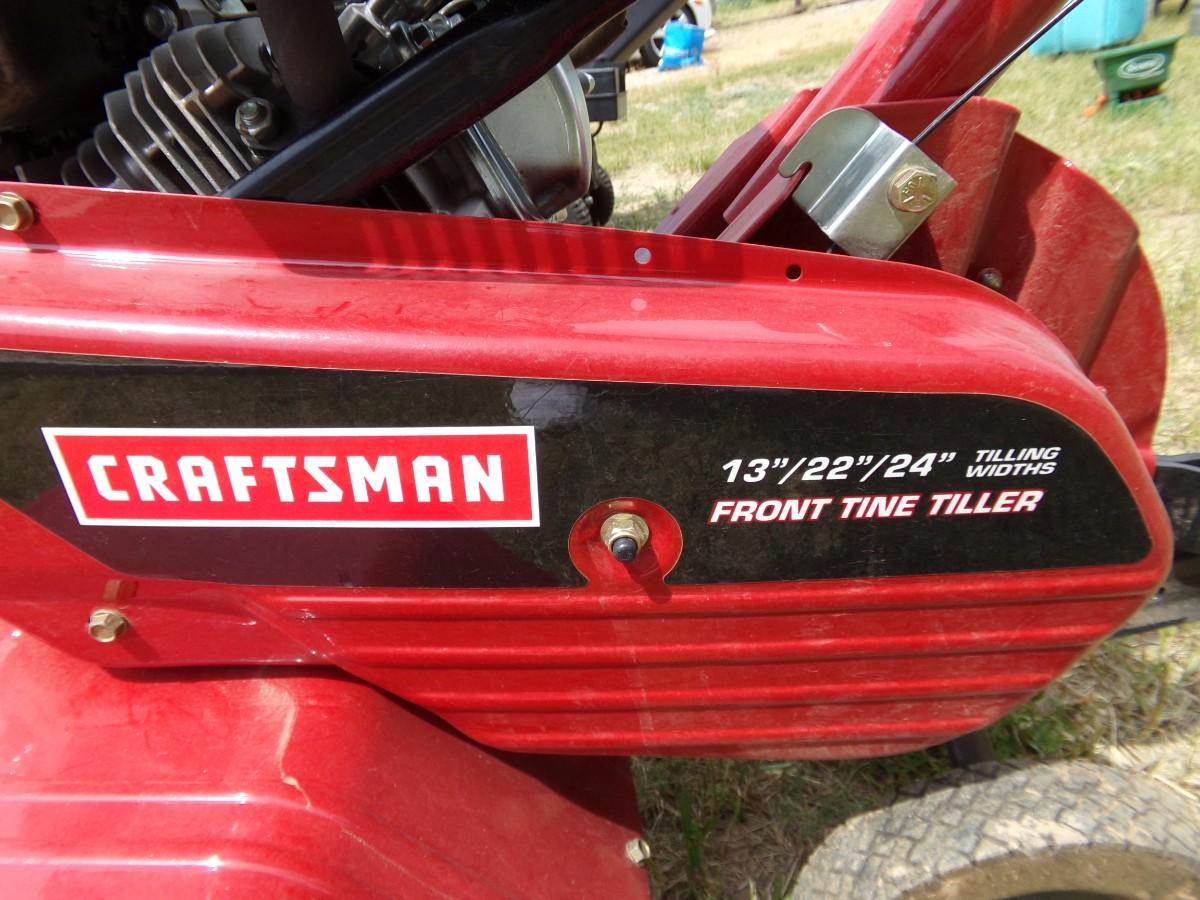 CRAFTSMAN
13"/22"/24" TILLING WIDTHS
FRONT TINE TILLER